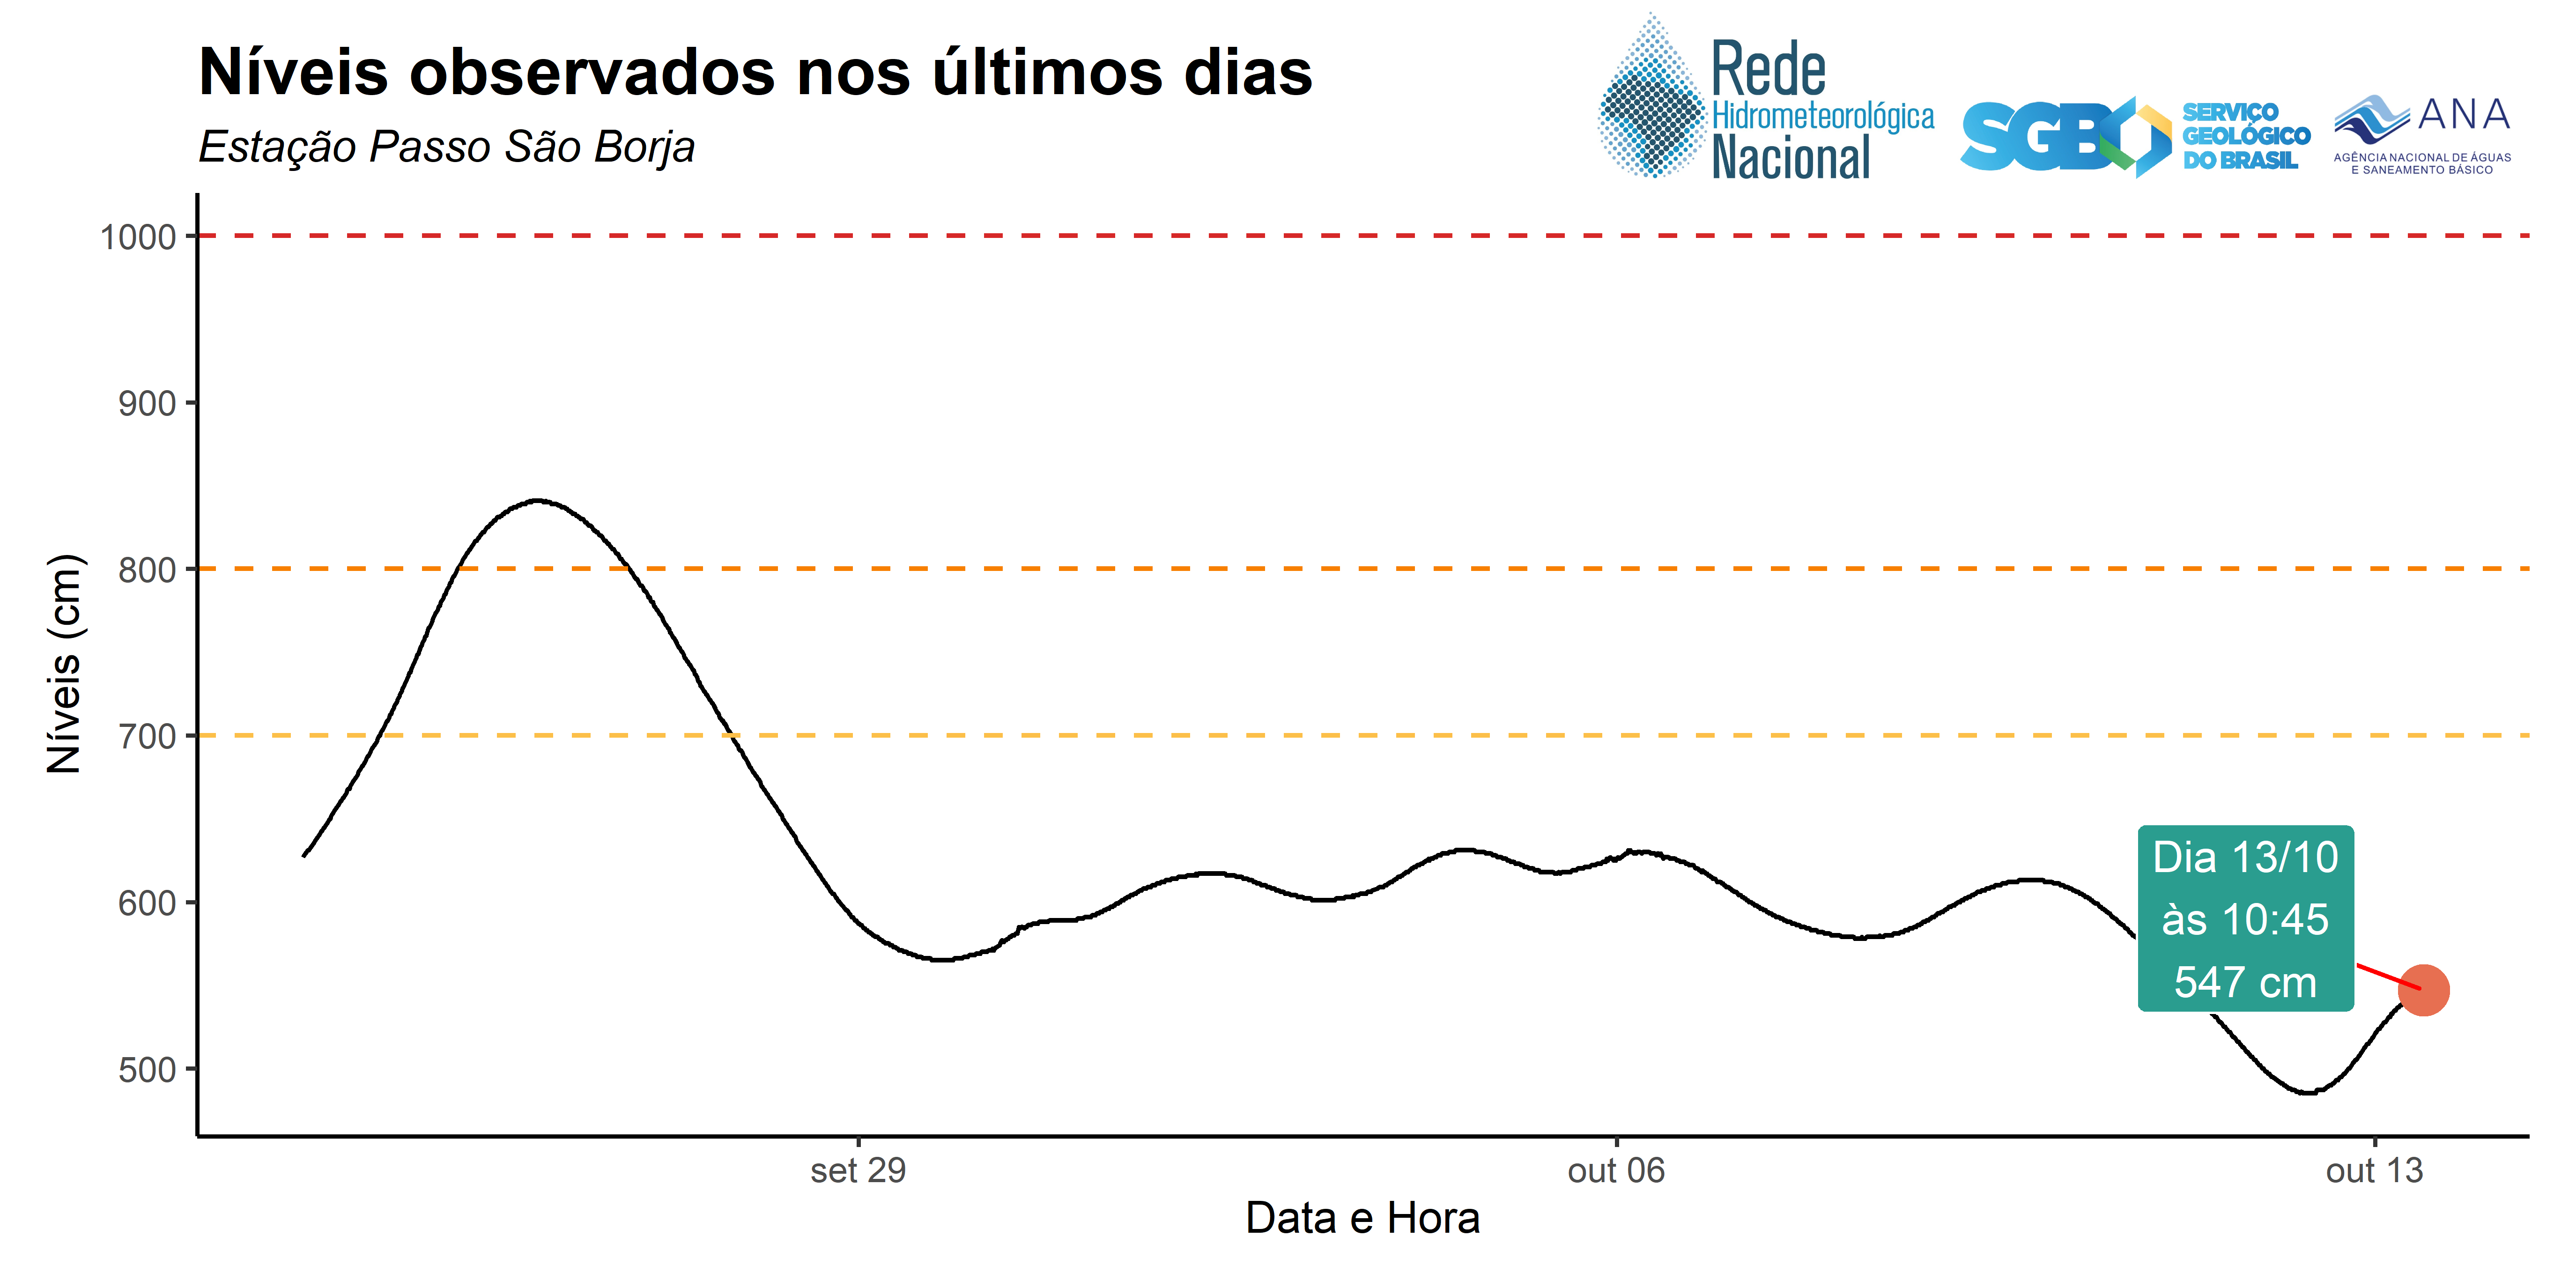 Níveis observados nos últimos dias
Estação Passo São Borja
Rede
Hidrometeorológica
Nacional
SGB
SERVIÇO
GEOLÓGICO
DO BRASIL
ANA
AGÊNCIA NACIONAL DE ÁGUAS
E SANEAMENTO BÁSICO
Níveis (cm)
1000
900
800
700
600
500
Dia 13/10
às 10:45
547 cm
set 29
out 06
out 13
Data e Hora